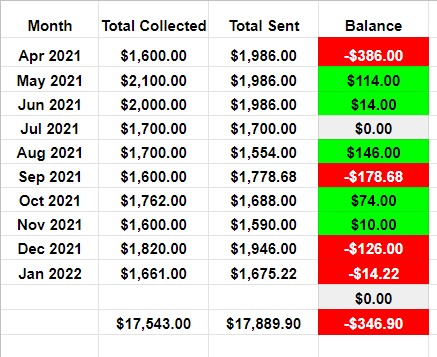 Month Total Collected Total Sent Balance
Apr 2021 $1,600.00 $1,986.00 -$386.00
May 2021 $2,100.00 $1,986.00 $114.00
Jun 2021 $2,000.00 $1,986.00 $14.00
Jul 2021 $1,700.00 $1,700.00 $0.00
Aug 2021 $1,700.00 $1,554.00 $146.00
Sep 2021 $1,600.00 $1,778.68 -$178.68
Oct 2021 $1,762.00 $1,688.00 $74.00
Nov 2021 $1,600.00 $1,590.00 $10.00
Dec 2021 $1,820.00 $1,946.00 -$126.00
Jan 2022 $1,661.00 $1,675.22 -$14.22
$0.00
$17,543.00 $17,889.90 -$346.90